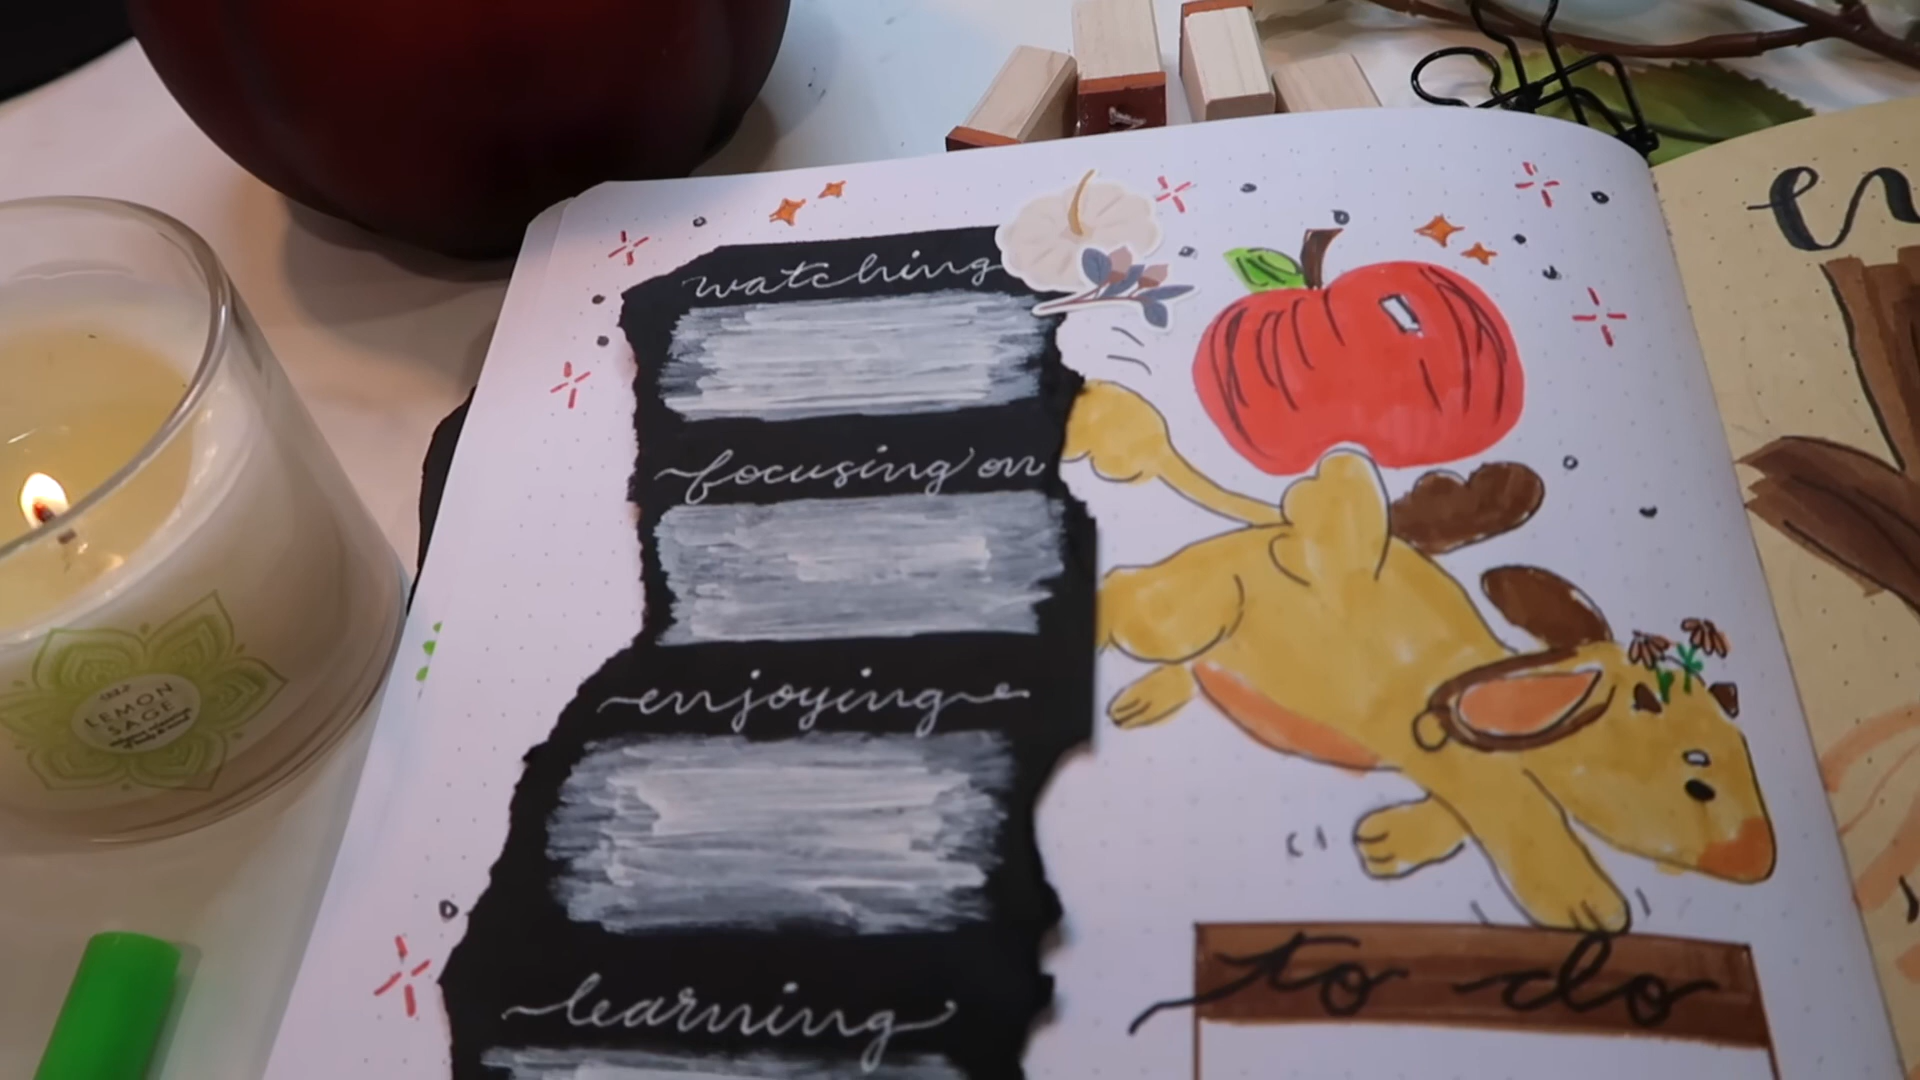 watching
focusing on
enjoying
learning
to do
LEMON
SAGE